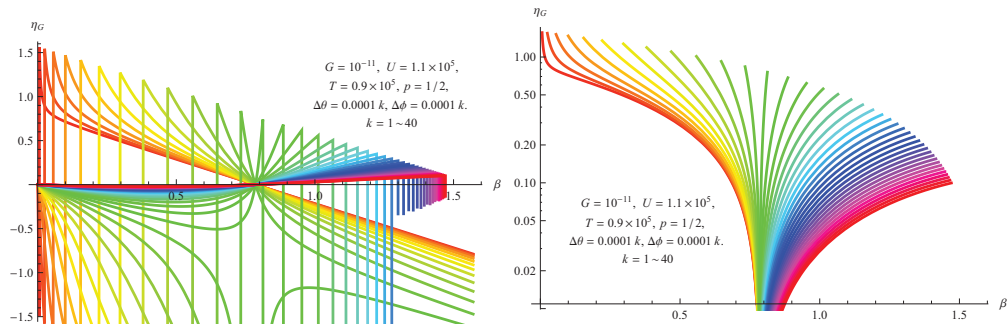 η_G
1.5
1.0
0.5
-0.5
-1.0
-1.5
0.5
1.0
1.5
β
G = 10^{-11}, U = 1.1 × 10^5,
T = 0.9 × 10^5, p = 1/2,
Δθ = 0.0001 k, Δϕ = 0.0001 k.
k = 1 ~ 40
η_G
1.00
0.50
0.10
0.05
0.02
0.5
1.0
1.5
β
G = 10^{-11}, U = 1.1 × 10^5,
T = 0.9 × 10^5, p = 1/2,
Δθ = 0.0001 k, Δϕ = 0.0001 k.
k = 1 ~ 40